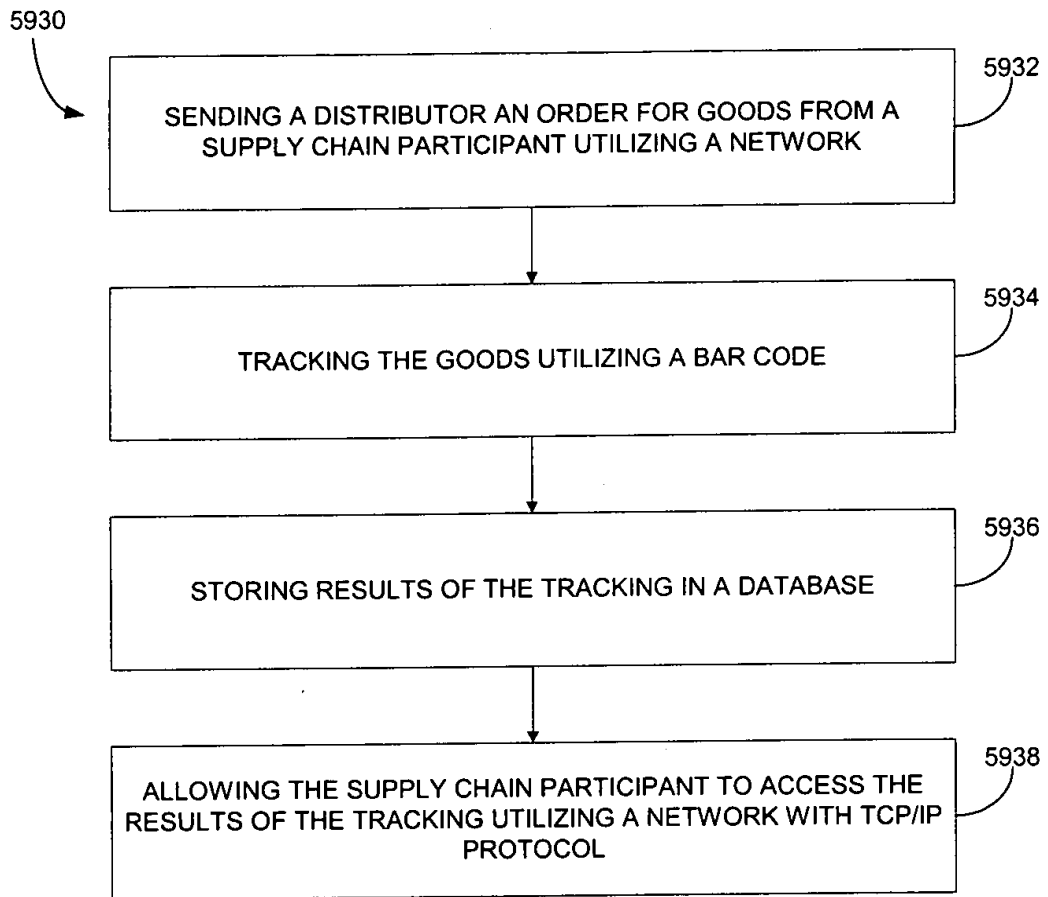 5930
5932
SENDING A DISTRIBUTOR AN ORDER FOR GOODS FROM A
SUPPLY CHAIN PARTICIPANT UTILIZING A NETWORK
5934
TRACKING THE GOODS UTILIZING A BAR CODE
5936
STORING RESULTS OF THE TRACKING IN A DATABASE
5938
ALLOWING THE SUPPLY CHAIN PARTICIPANT TO ACCESS THE
RESULTS OF THE TRACKING UTILIZING A NETWORK WITH TCP/IP
PROTOCOL